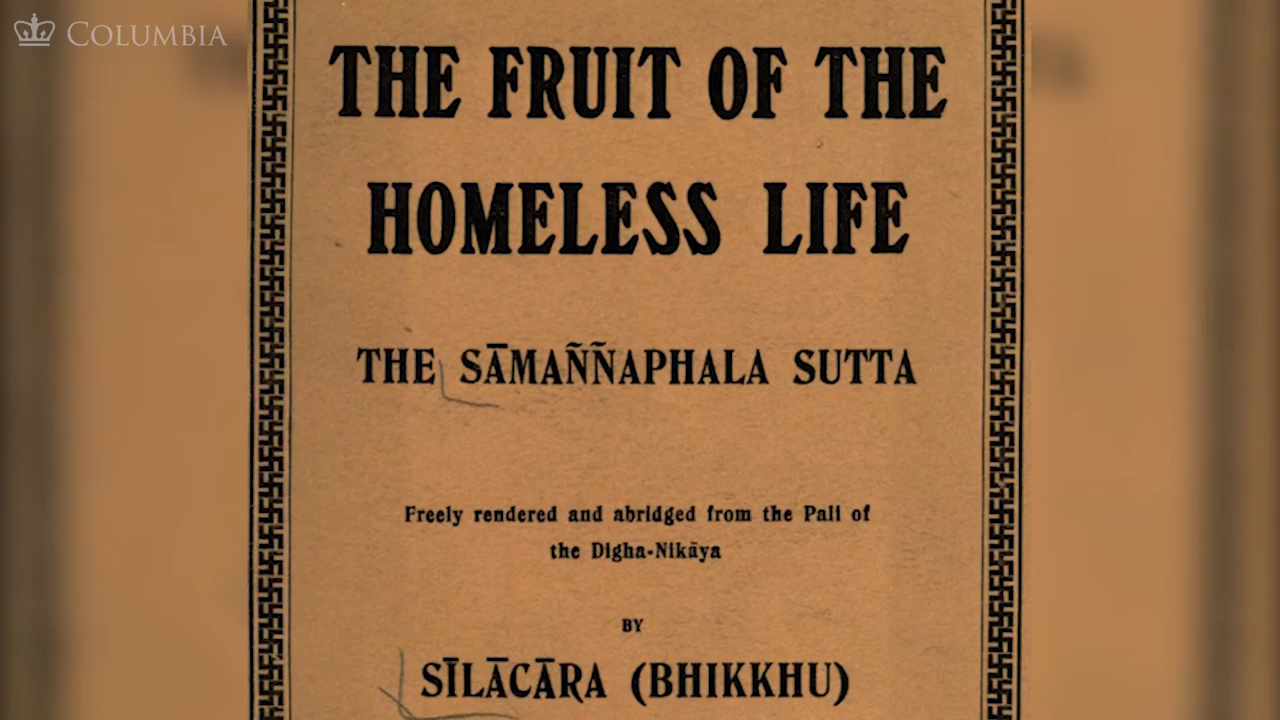 COLUMBIA
THE FRUIT OF THE
HOMELESS LIFE
THE SĀMAÑÑAPHALA SUTTA
Freely rendered and abridged from the Pali of
the Digha-Nikāya
BY
SĪLĀCĀRA (BHIKKHU)